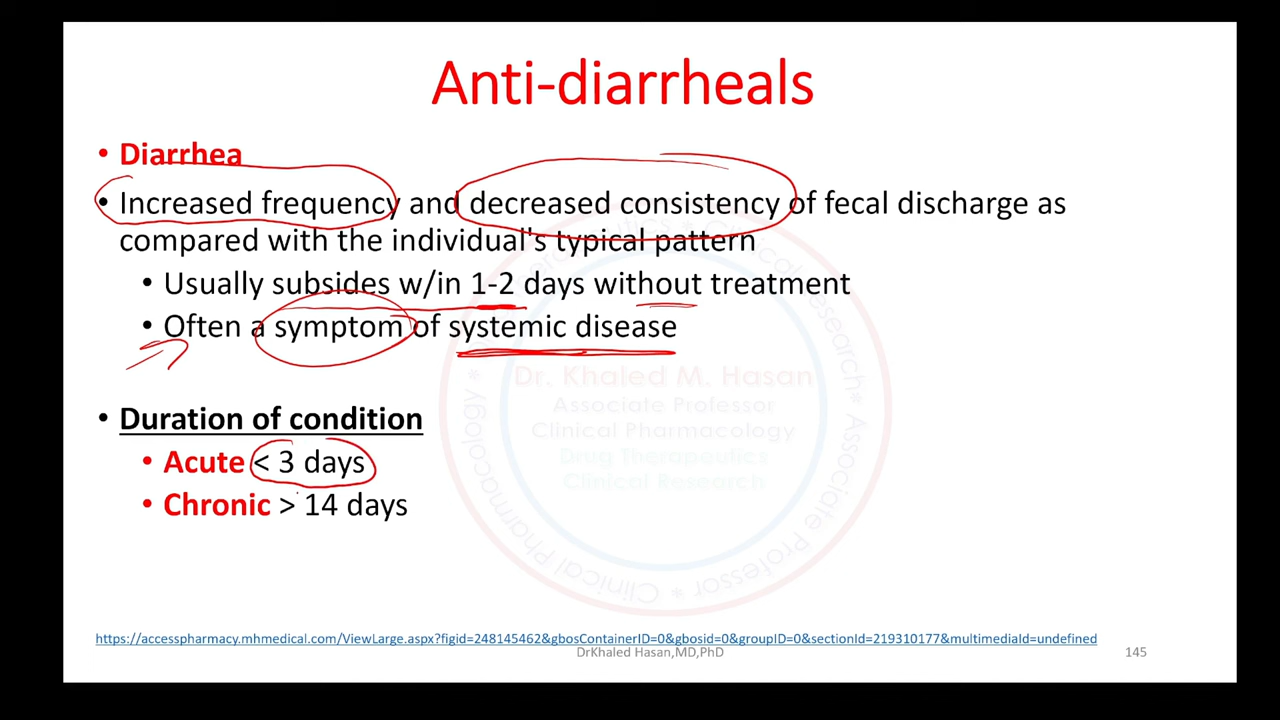 Anti-diarrheals
• Diarrhea
• Increased frequency and decreased consistency of fecal discharge as
compared with the individual's typical pattern
• Usually subsides w/in 1-2 days without treatment
• Often a symptom of systemic disease
Dr. Khaled M. Hasan
Associate Professor
Clinical Pharmacology
Drug Therapeutics
Clinical Research
• Duration of condition
• Acute < 3 days
• Chronic > 14 days
https://accesspharmacy.mhmedical.com/ViewLarge.aspx?figid=248145462&gbosContainerID=0&gbosid=0&groupID=0&sectionId=219310177&multimediaId=undefined
DrKhaled Hasan,MD,PhD
145